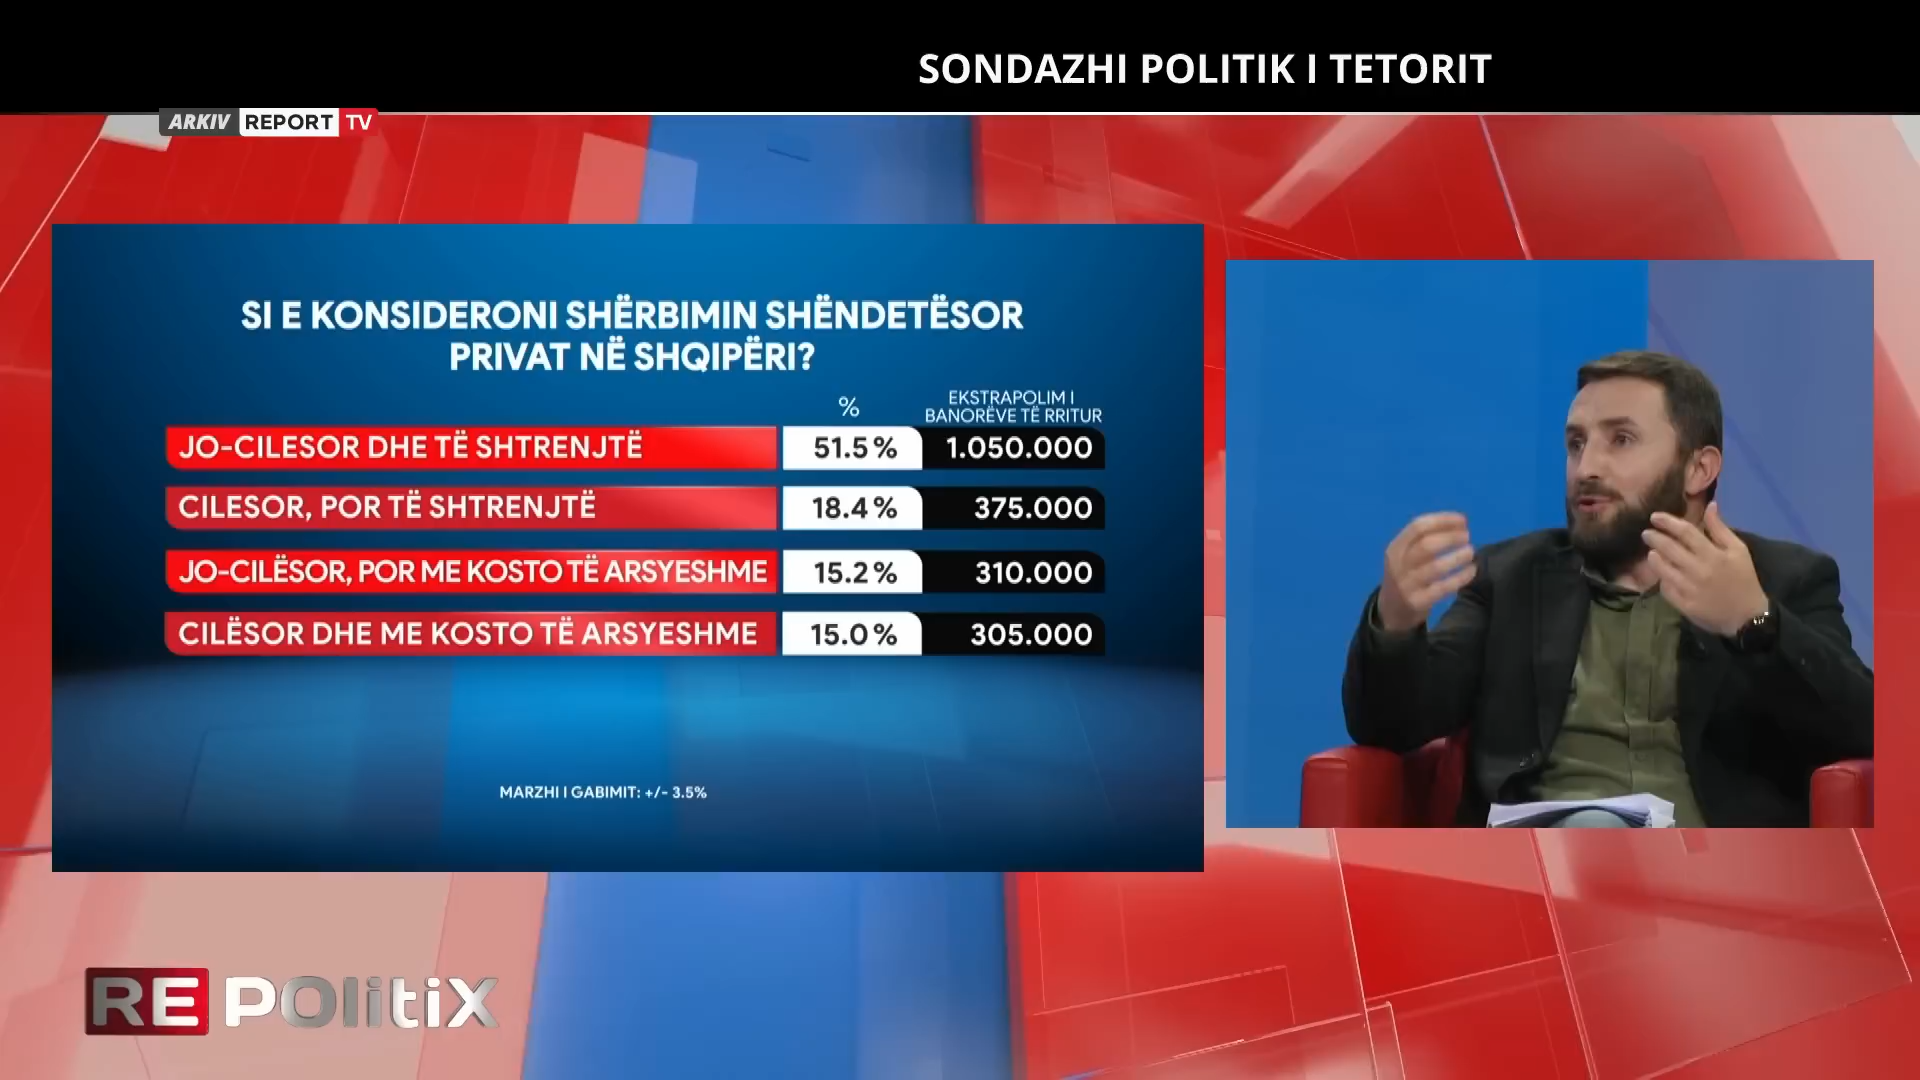 SONDAZHI POLITIK I TETORIT
ARKIV REPORT TV
SI E KONSIDERONI SHËRBIMIN SHËNDETËSOR
PRIVAT NË SHQIPËRI?
% EKSTRAPOLIM I
BANORËVE TË RRITUR
JO-CILESOR DHE TË SHTRENJTË 51.5% 1.050.000
CILESOR, POR TË SHTRENJTË 18.4% 375.000
JO-CILËSOR, POR ME KOSTO TË ARSYESHME 15.2% 310.000
CILËSOR DHE ME KOSTO TË ARSYESHME 15.0% 305.000
MARZHI I GABIMIT: +/- 3.5%
RE POlitiX